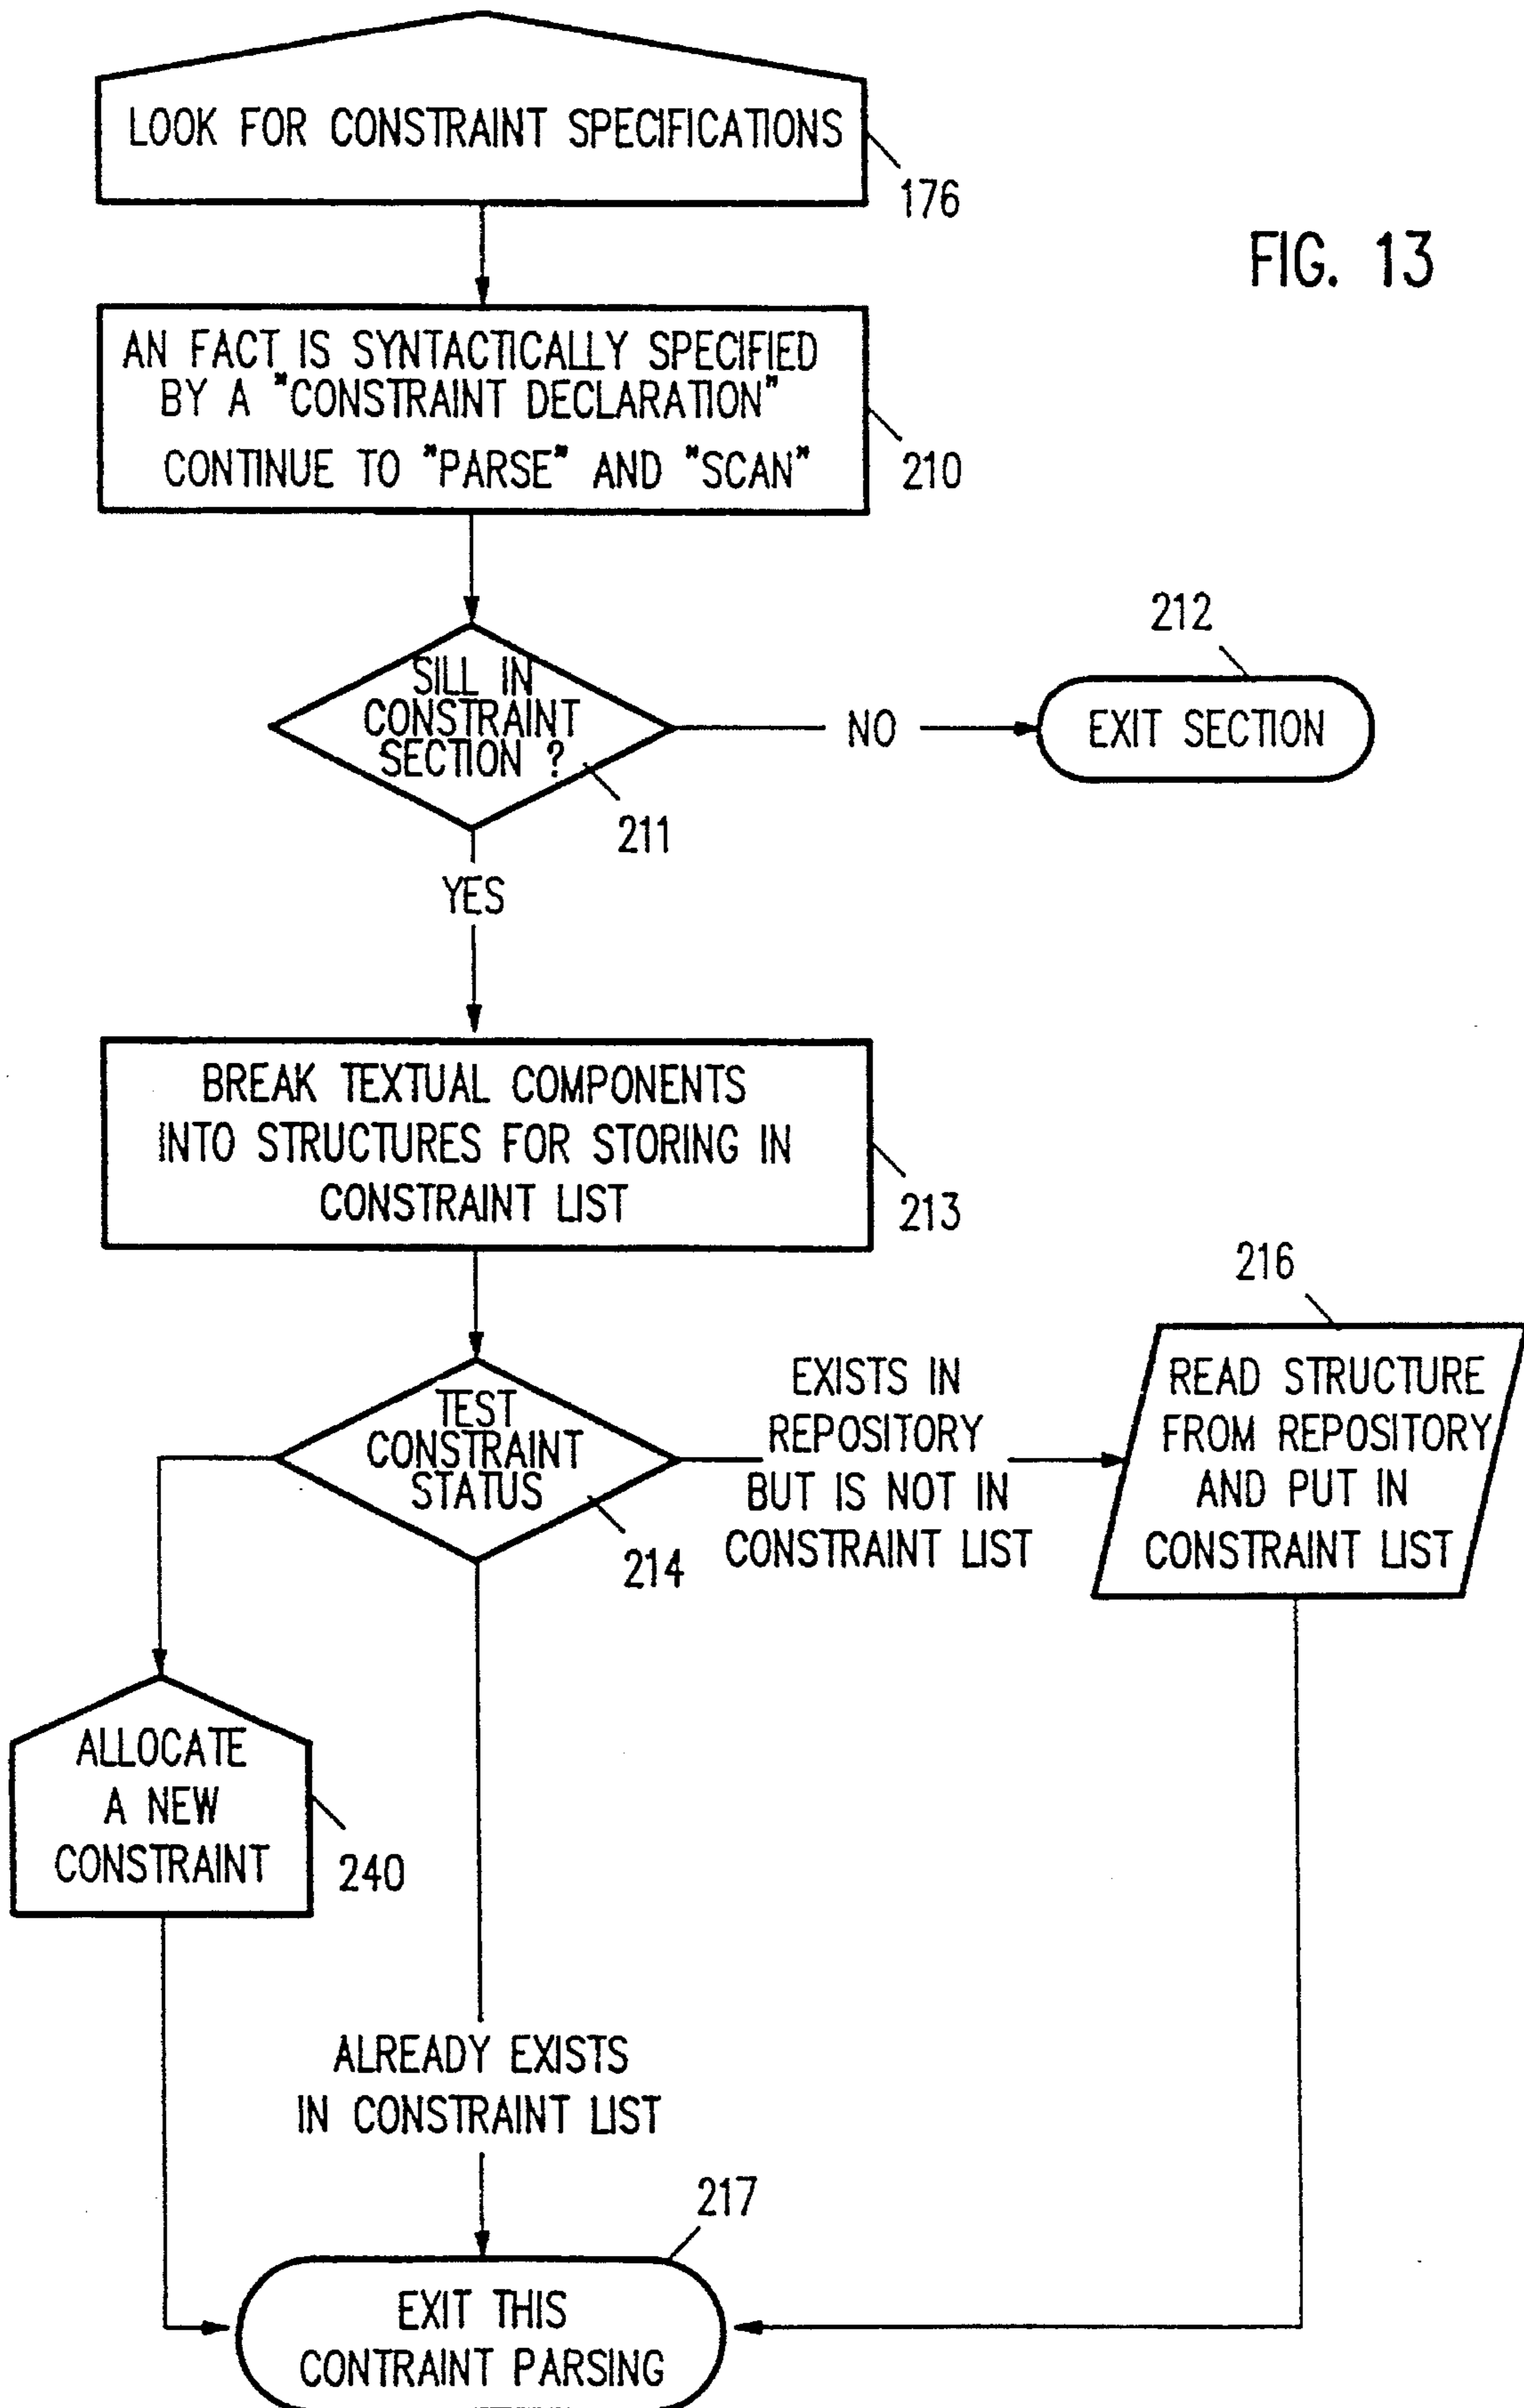 LOOK FOR CONSTRAINT SPECIFICATIONS
176
FIG. 13
AN FACT IS SYNTACTICALLY SPECIFIED
BY A "CONSTRAINT DECLARATION"
CONTINUE TO "PARSE" AND "SCAN"
210
SILL IN
CONSTRAINT
SECTION ?
211
NO
212
EXIT SECTION
YES
BREAK TEXTUAL COMPONENTS
INTO STRUCTURES FOR STORING IN
CONSTRAINT LIST
213
TEST
CONSTRAINT
STATUS
214
EXISTS IN
REPOSITORY
BUT IS NOT IN
CONSTRAINT LIST
216
READ STRUCTURE
FROM REPOSITORY
AND PUT IN
CONSTRAINT LIST
ALLOCATE
A NEW
CONSTRAINT
240
ALREADY EXISTS
IN CONSTRAINT LIST
217
EXIT THIS
CONTRAINT PARSING